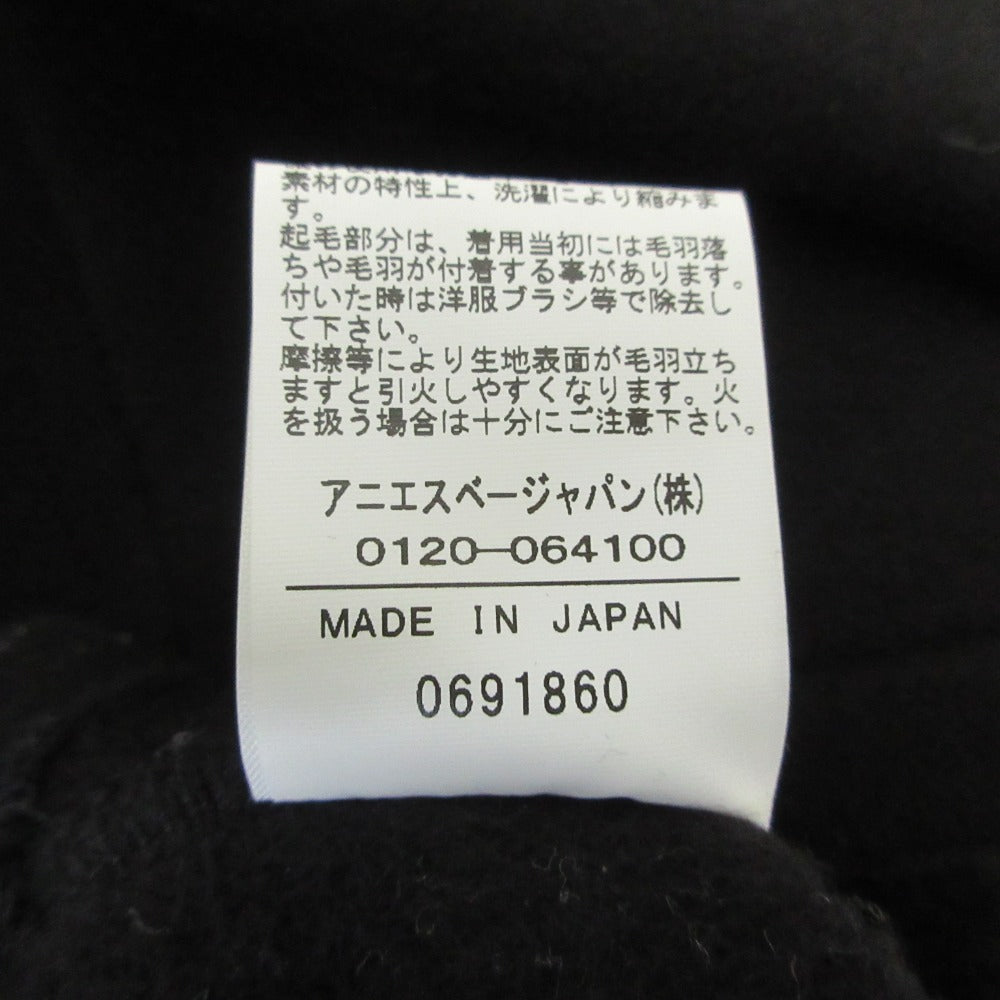 素材の特性上、洗濯により縮みま
す。
起毛部分は、着用当初には毛羽落
ちや毛羽が付着する事があります。
付いた時は洋服ブラシ等で除去し
て下さい。
摩擦等により生地表面が毛羽立ち
ますと引火しやすくなります。火
を扱う場合は十分にご注意下さい。
アニエスベージャパン(株)
0120-064100
MADE IN JAPAN
0691860